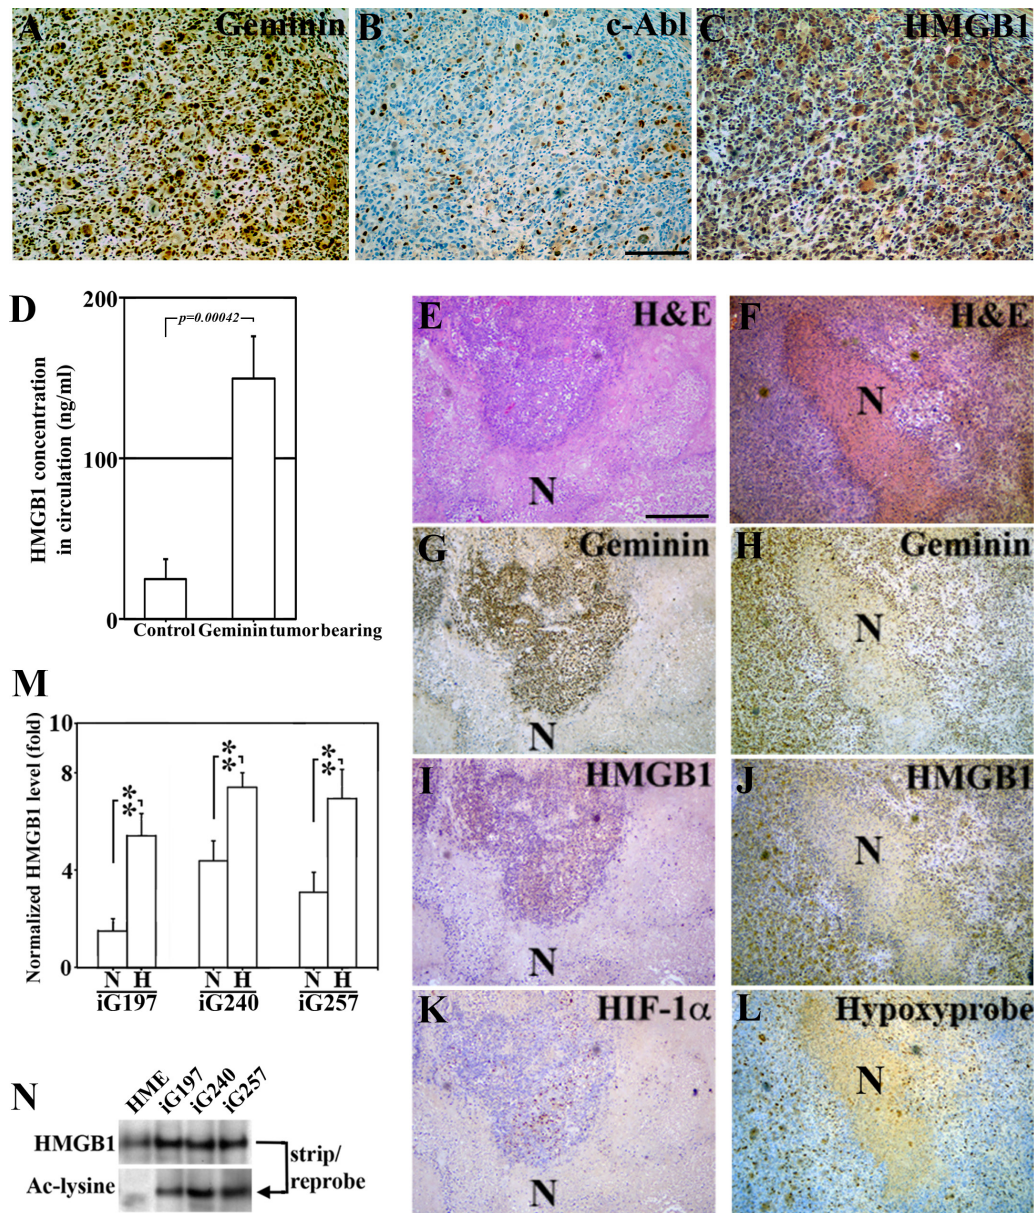 A Geminin
B c-Abl
C HMGB1
D
HMGB1 concentration
in circulation (ng/ml)
200
100
0
p=0.00042
Control Geminin tumor bearing
E H&E
N
F H&E
N
G Geminin
N
H Geminin
N
I HMGB1
N
J HMGB1
N
K HIF-1α
N
L Hypoxyprobe
N
M
Normalized HMGB1 level (fold)
10
8
4
0
** ** **
N H N H N H
iG197 iG240 iG257
N
HME iG197 iG240 iG257
HMGB1
Ac-lysine
strip/
reprobe